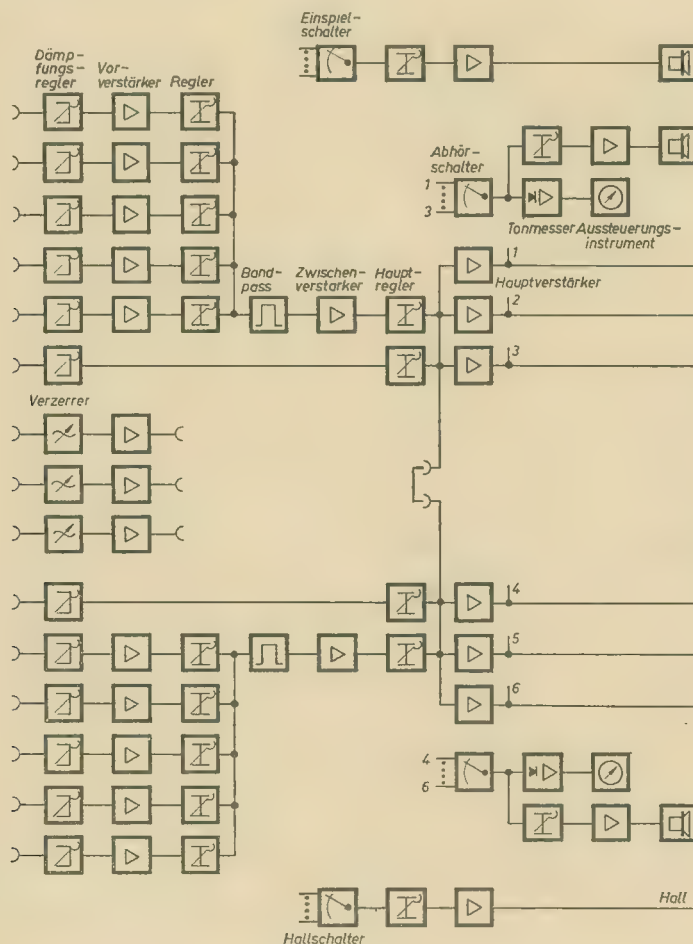 Einspiel-
schalter
Dämp-
fungs-
regler
Vor-
verstärker
Regler
Abhör-
schalter
1
3
Tonmesser
Aussteuerungs-
instrument
Band-
pass
Zwischen-
verstarker
Haupt-
regler
1
Hauptverstärker
2
3
Verzerrer
4
5
6
4
6
Hall
Hallschalter